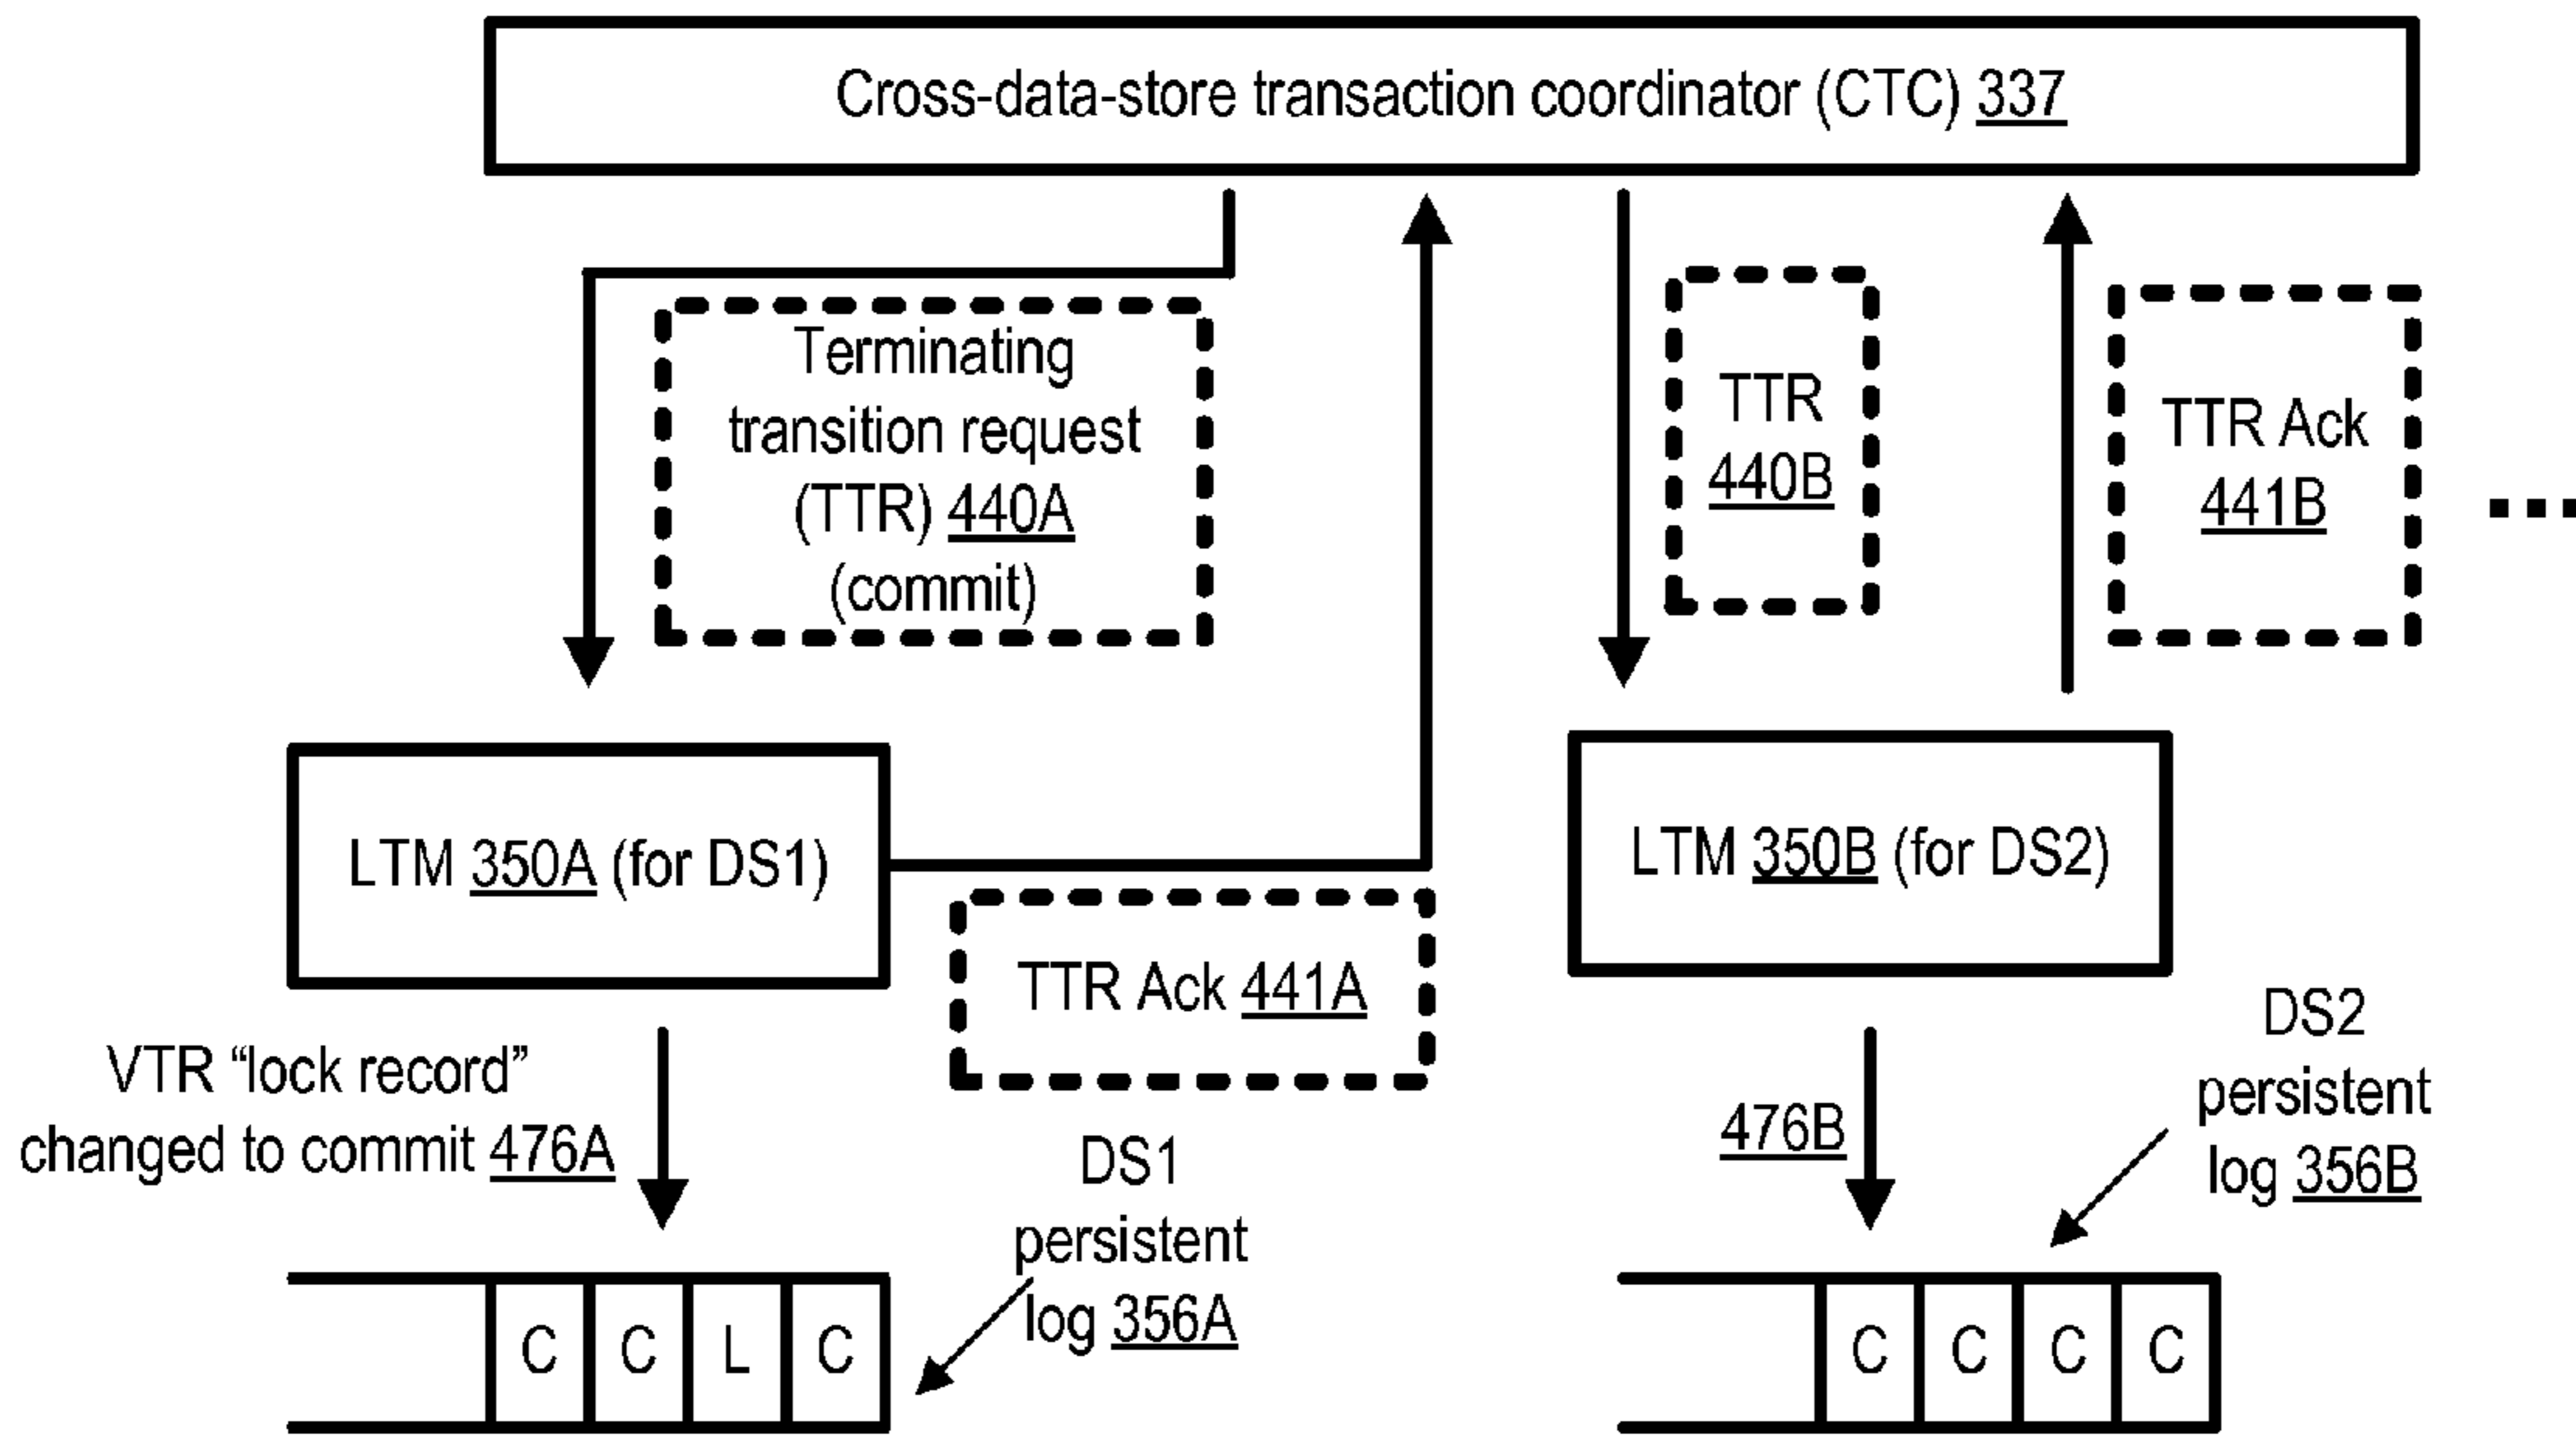 Cross-data-store transaction coordinator (CTC) 337
Terminating
transition request
(TTR) 440A
(commit)
TTR
440B
TTR Ack
441B
LTM 350A (for DS1)
LTM 350B (for DS2)
TTR Ack 441A
VTR “lock record”
changed to commit 476A
DS1
persistent
log 356A
476B
DS2
persistent
log 356B
C C L C
C C C C